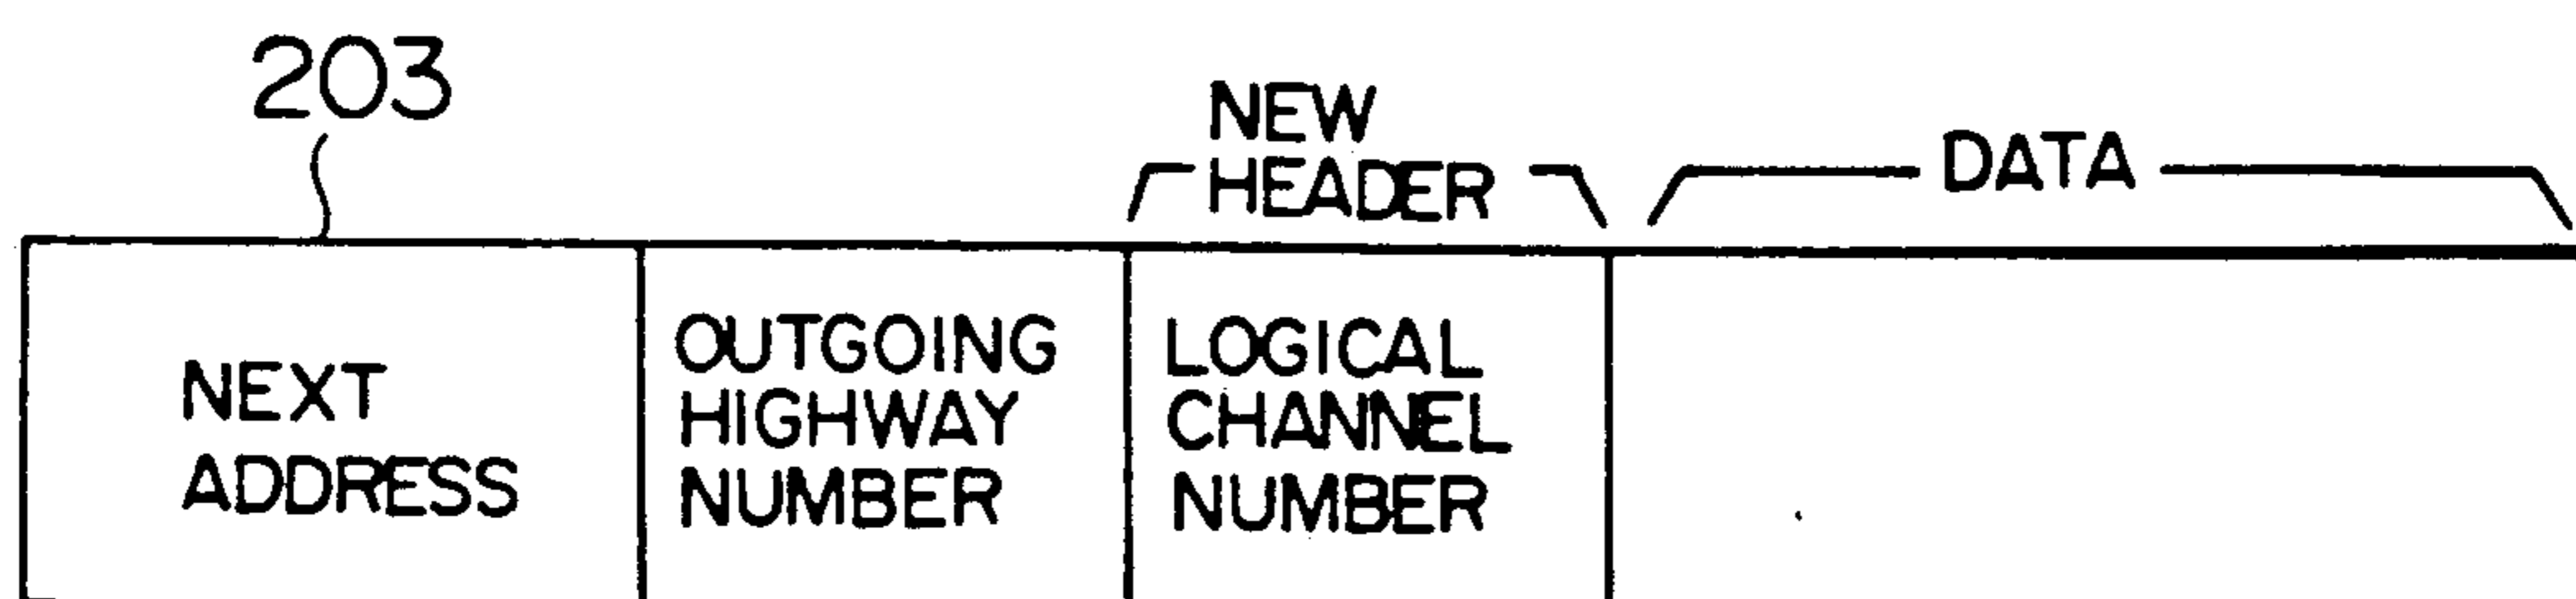 203
NEW
HEADER
DATA
NEXT
ADDRESS
OUTGOING
HIGHWAY
NUMBER
LOGICAL
CHANNEL
NUMBER